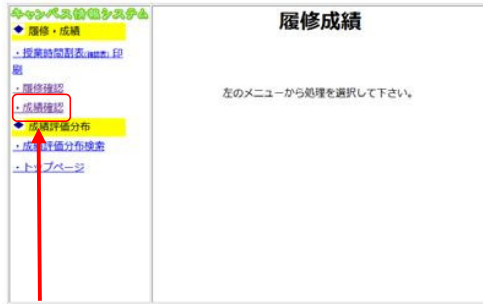 キャンパス情報システム
◆ 履修・成績
・授業時間割表(確認表) 印
刷
・履修確認
・成績確認
◆ 成績評価分布
・成績評価分布検索
・トップページ
履修成績
左のメニューから処理を選択して下さい。